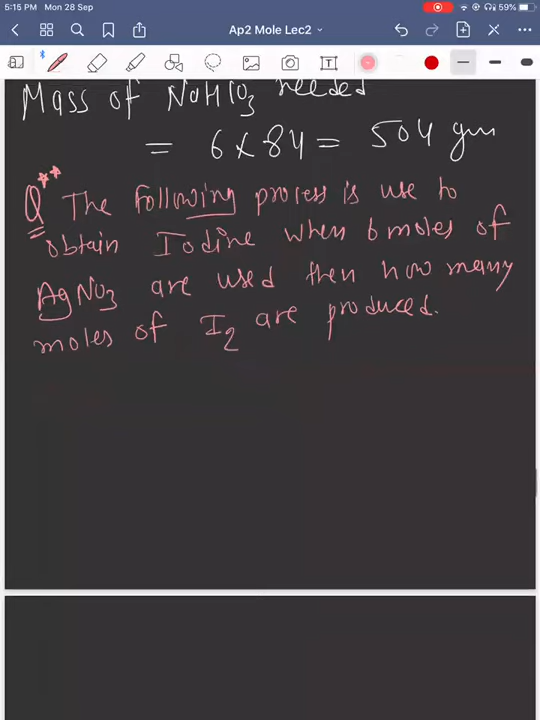 5:15 PM Mon 28 Sep
59%
Ap2 Mole Lec2
T
Mass of NaHCO3 needed
= 6 x 84 = 504 gm
Q** The following process is use to
obtain Iodine when 6 moles of
AgNO3 are used then how many
moles of I2 are produced.